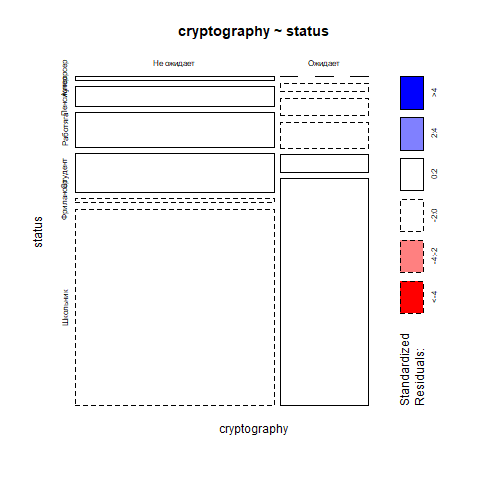 cryptography ~ status
Не ожидает
Ожидает
Работяга
Студент
Школьник
status
cryptography
>4
2:4
0:2
-2:0
-4:-2
<-4
Standardized
Residuals: